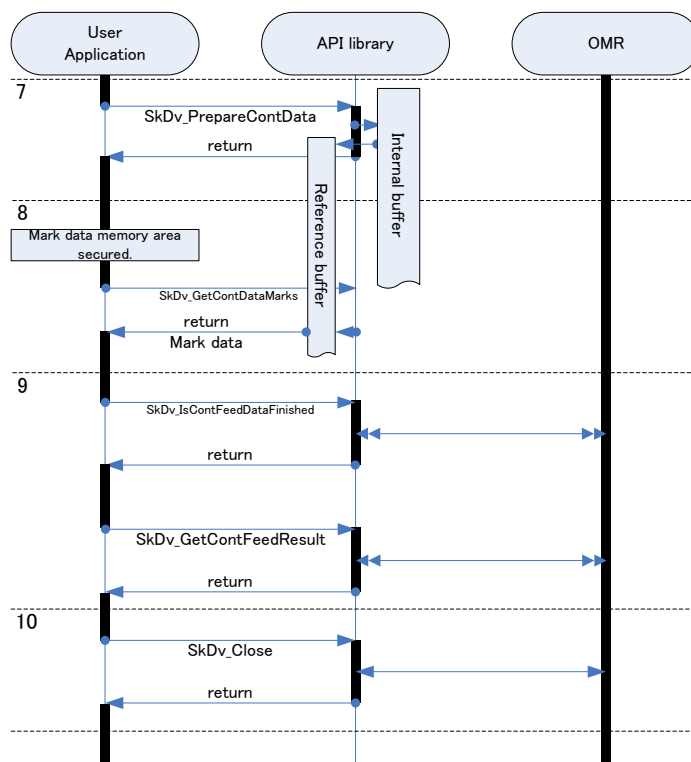 User
Application
API library
OMR
7
SkDv_PrepareContData
return
Internal buffer
Reference buffer
8
Mark data memory area
secured.
SkDv_GetContDataMarks
return
Mark data
9
SkDv_IsContFeedDataFinished
return
SkDv_GetContFeedResult
return
10
SkDv_Close
return